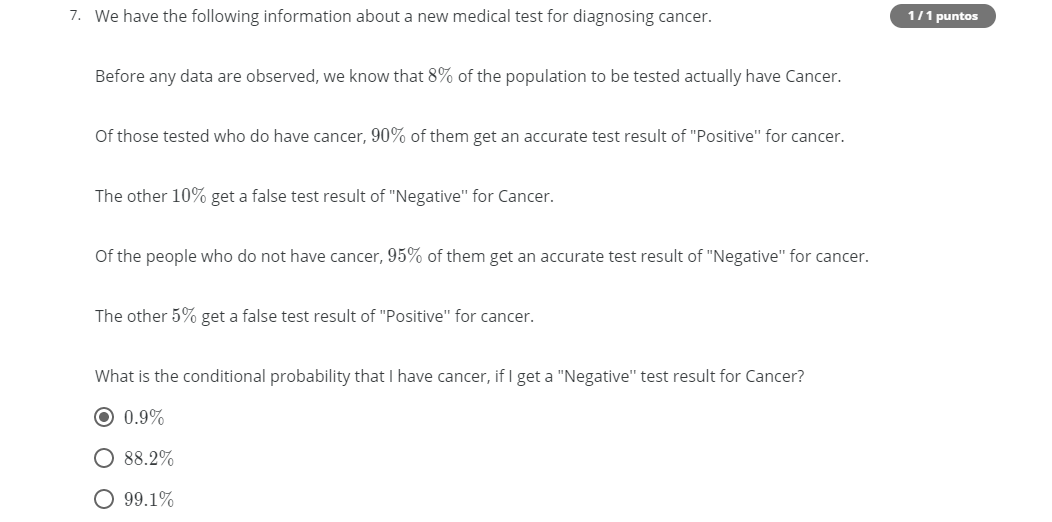 7. We have the following information about a new medical test for diagnosing cancer.
1 / 1 puntos
Before any data are observed, we know that 8% of the population to be tested actually have Cancer.
Of those tested who do have cancer, 90% of them get an accurate test result of "Positive" for cancer.
The other 10% get a false test result of "Negative" for Cancer.
Of the people who do not have cancer, 95% of them get an accurate test result of "Negative" for cancer.
The other 5% get a false test result of "Positive" for cancer.
What is the conditional probability that I have cancer, if I get a "Negative" test result for Cancer?
0.9%
88.2%
99.1%